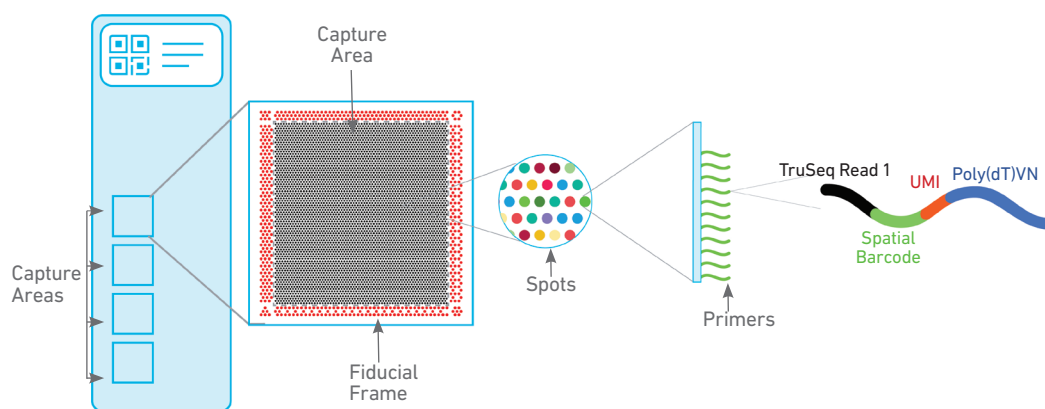 Capture
Area
Capture
Areas
Fiducial
Frame
Spots
Primers
TruSeq Read 1
Spatial
Barcode
UMI
Poly(dT)VN